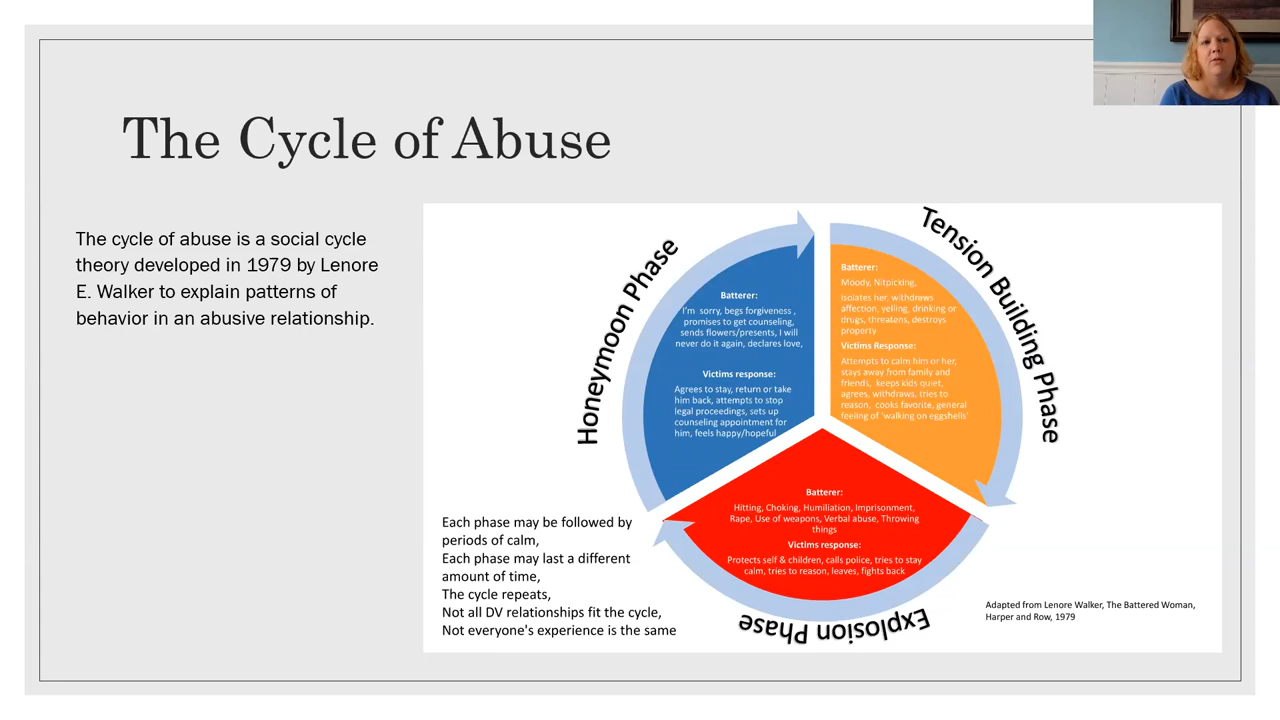 The Cycle of Abuse
The cycle of abuse is a social cycle
theory developed in 1979 by Lenore
E. Walker to explain patterns of
behavior in an abusive relationship.
Honeymoon Phase
Batterer:
I'm sorry, begs forgiveness ,
promises to get counseling,
sends flowers/presents, I will
never do it again, declares love,
Victims response:
Agrees to stay, return or take
him back, attempts to stop
legal proceedings, sets up
counseling appointment for
him, feels happy/hopeful
Tension Building Phase
Batterer:
Moody, Nitpicking,
isolates her, withdraws
affection, yelling, drinking or
drugs, threatens, destroys
property
Victims Response:
Attempts to calm him or her,
stays away from family and
friends, keeps kids quiet,
agrees, withdraws, tries to
reason, cooks favorite, general
feeling of 'walking on eggshells'
Batterer:
Hitting, Choking, Humiliation, Imprisonment,
Rape, Use of weapons, Verbal abuse, Throwing
things
Victims response:
Protects self & children, calls police, tries to stay
calm, tries to reason, leaves, fights back
Explosion Phase
Each phase may be followed by
periods of calm,
Each phase may last a different
amount of time,
The cycle repeats,
Not all DV relationships fit the cycle,
Not everyone's experience is the same
Adapted from Lenore Walker, The Battered Woman,
Harper and Row, 1979